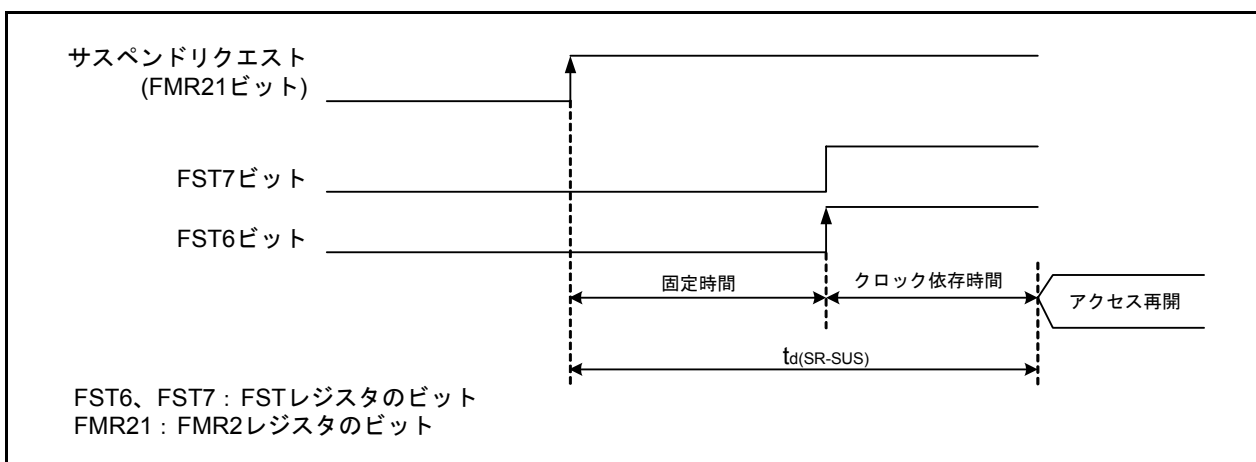 サスペンドリクエスト
(FMR21ビット)
FST7ビット
FST6ビット
固定時間
クロック依存時間
アクセス再開
td(SR-SUS)
FST6、FST7：FSTレジスタのビット
FMR21：FMR2レジスタのビット